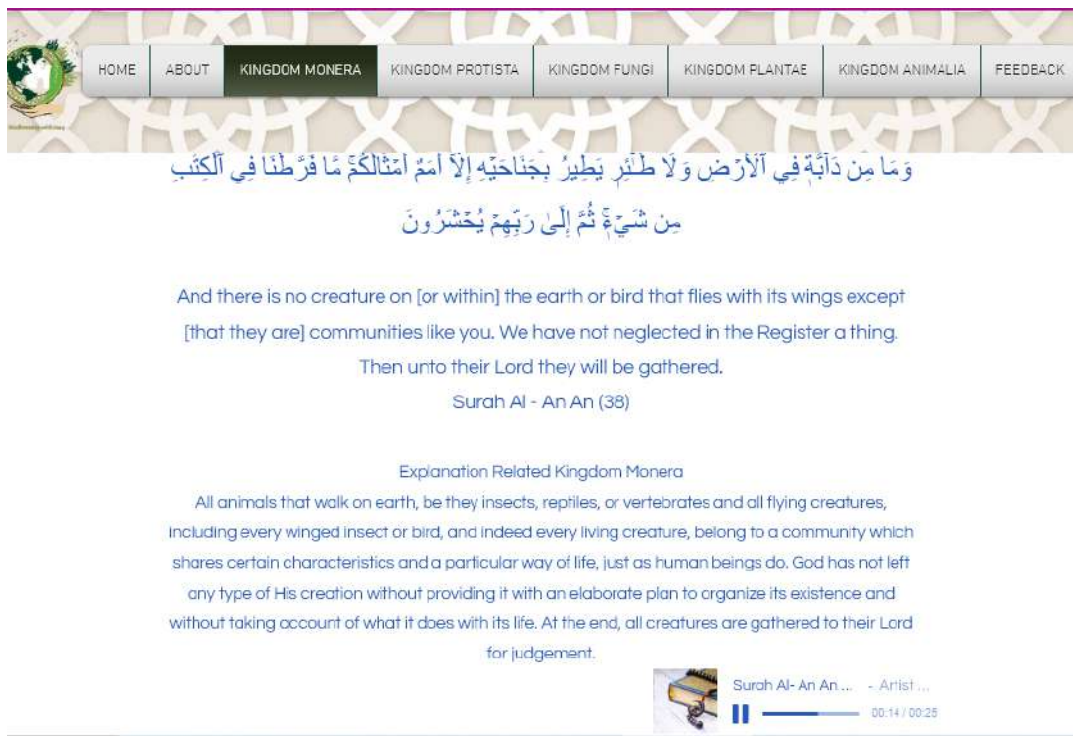 HOME ABOUT KINGDOM MONERA KINGDOM PROTISTA KINGDOM FUNGI KINGDOM PLANTAE KINGDOM ANIMALIA FEEDBACK
وَمَا مِن دَآبَّةٖ فِي ٱلۡأَرۡضِ وَلَا طَٰٓئِرٖ يَطِيرُ بِجَنَاحَيۡهِ إِلَّآ أُمَمٌ أَمۡثَالُكُمۚ مَّا فَرَّطۡنَا فِي ٱلۡكِتَٰبِ
مِن شَيۡءٖۚ ثُمَّ إِلَىٰ رَبِّهِمۡ يُحۡشَرُونَ
And there is no creature on [or within] the earth or bird that flies with its wings except
[that they are] communities like you. We have not neglected in the Register a thing.
Then unto their Lord they will be gathered.
Surah Al - An An (38)
Explanation Related Kingdom Monera
All animals that walk on earth, be they insects, reptiles, or vertebrates and all flying creatures,
including every winged insect or bird, and indeed every living creature, belong to a community which
shares certain characteristics and a particular way of life, just as human beings do. God has not left
any type of His creation without providing it with an elaborate plan to organize its existence and
without taking account of what it does with its life. At the end, all creatures are gathered to their Lord
for judgement.
Surah Al- An An ... - Artist ...
00:14 / 00:25